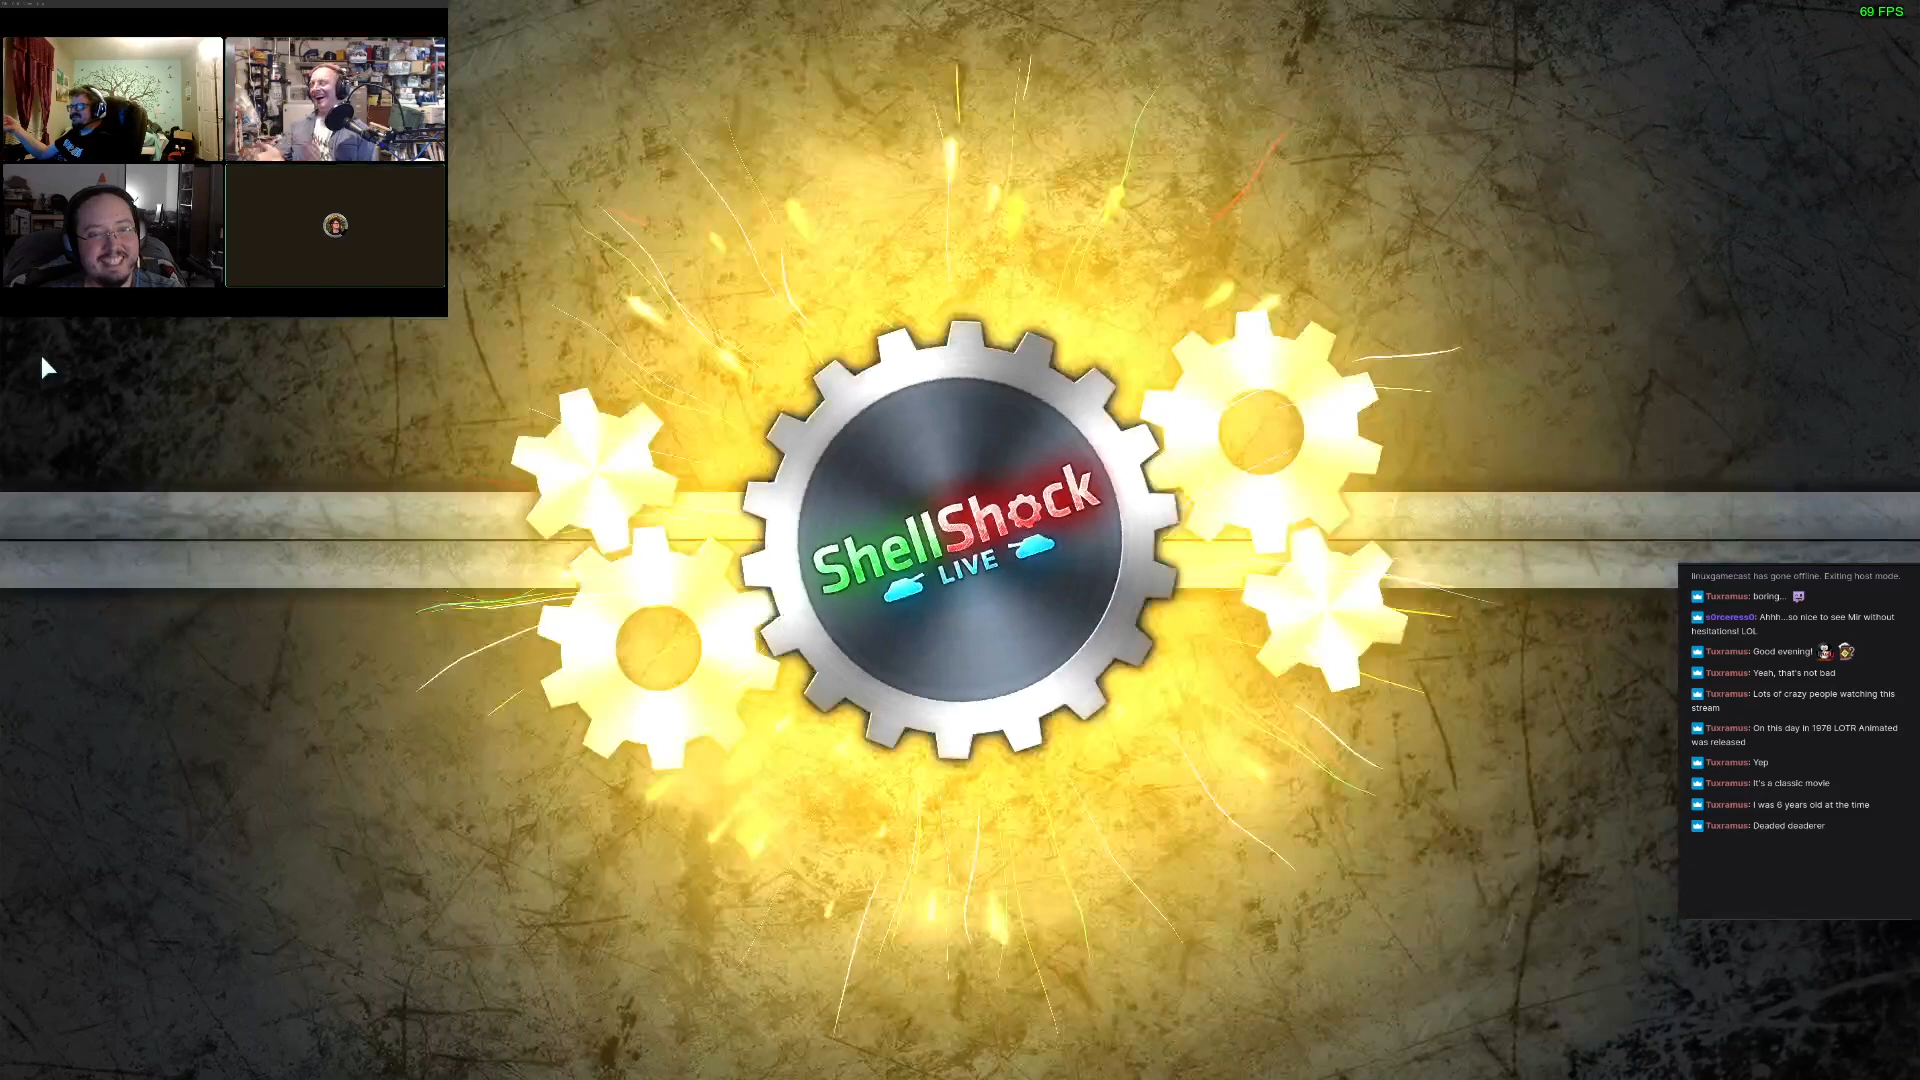 69 FPS
ShellShock
LIVE
linuxgamecast has gone offline. Exiting host mode.
Tuxramus: boring...
s0rceress0: Ahhh...so nice to see Mir without
hesitations! LOL
Tuxramus: Good evening!
Tuxramus: Yeah, that's not bad
Tuxramus: Lots of crazy people watching this
stream
Tuxramus: On this day in 1978 LOTR Animated
was released
Tuxramus: Yep
Tuxramus: It's a classic movie
Tuxramus: I was 6 years old at the time
Tuxramus: Deaded deaderer